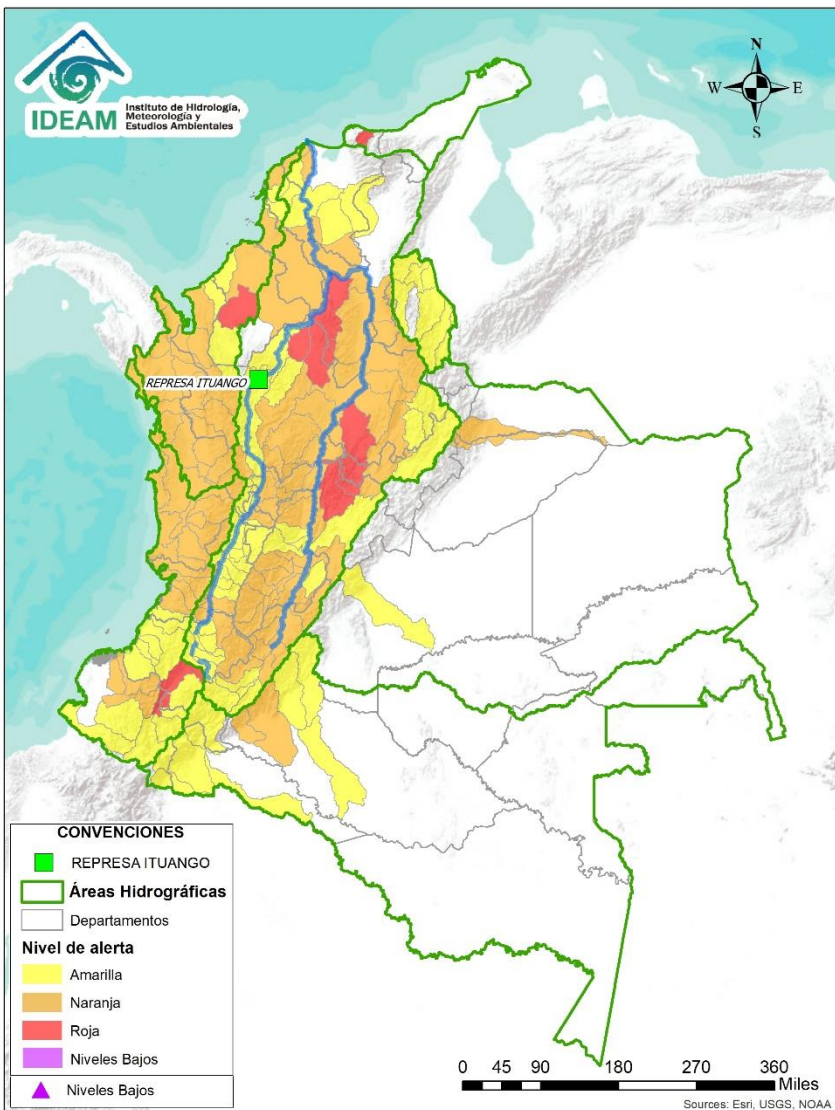 IDEAM
Instituto de Hidrología,
Meteorología y
Estudios Ambientales
N
W
E
S
REPRESA ITUANGO
CONVENCIONES
REPRESA ITUANGO
Áreas Hidrográficas
Departamentos
Nivel de alerta
Amarilla
Naranja
Roja
Niveles Bajos
Niveles Bajos
0 45 90 180 270 360
Miles
Sources: Esri, USGS, NOAA